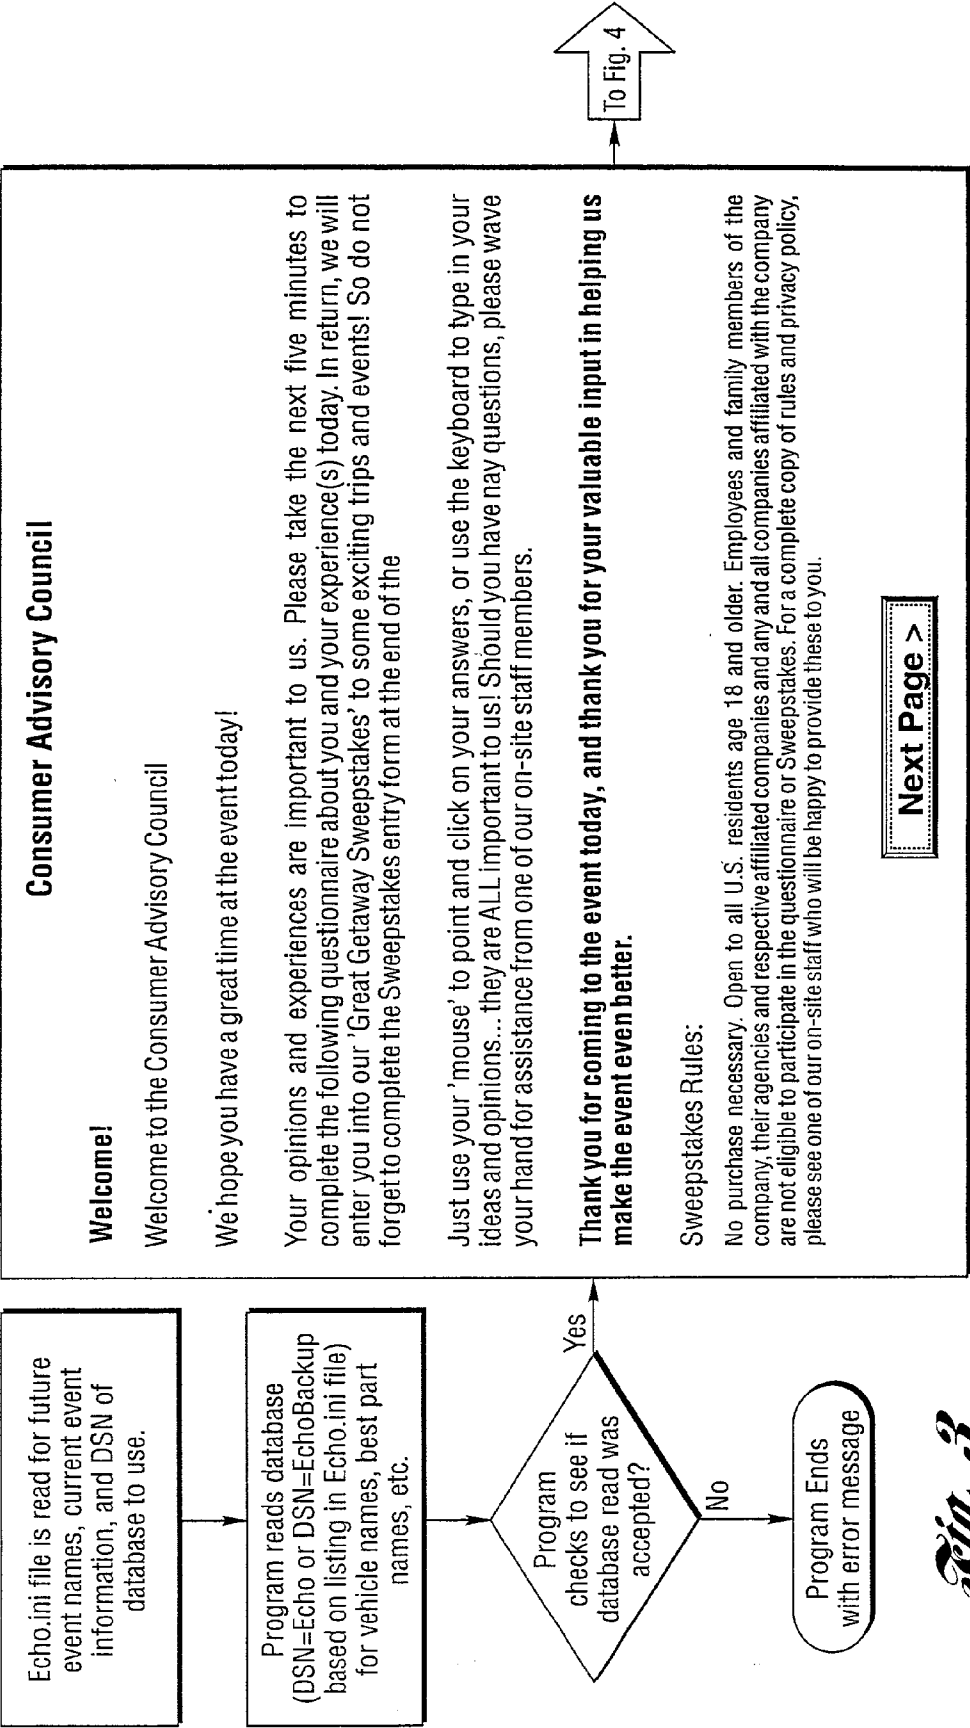 Echo.ini file is read for future
event names, current event
information, and DSN of
database to use.
Program reads database
(DSN=Echo or DSN=EchoBackup
based on listing in Echo.ini file)
for vehicle names, best part
names, etc.
Program
checks to see if
database read was
accepted?
Yes
No
Program Ends
with error message
Consumer Advisory Council
Welcome!
Welcome to the Consumer Advisory Council
We hope you have a great time at the event today!
Your opinions and experiences are important to us. Please take the next five minutes to
complete the following questionnaire about you and your experience(s) today. In return, we will
enter you into our 'Great Getaway Sweepstakes' to some exciting trips and events! So do not
forget to complete the Sweepstakes entry form at the end of the
Just use your 'mouse' to point and click on your answers, or use the keyboard to type in your
ideas and opinions... they are ALL important to us! Should you have nay questions, please wave
your hand for assistance from one of our on-site staff members.
Thank you for coming to the event today, and thank you for your valuable input in helping us
make the event even better.
Sweepstakes Rules:
No purchase necessary. Open to all U.S. residents age 18 and older. Employees and family members of the
company, their agencies and respective affiliated companies and any and all companies affiliated with the company
are not eligible to participate in the questionnaire or Sweepstakes. For a complete copy of rules and privacy policy,
please see one of our on-site staff who will be happy to provide these to you.
Next Page >
To Fig. 4
Fig. 3